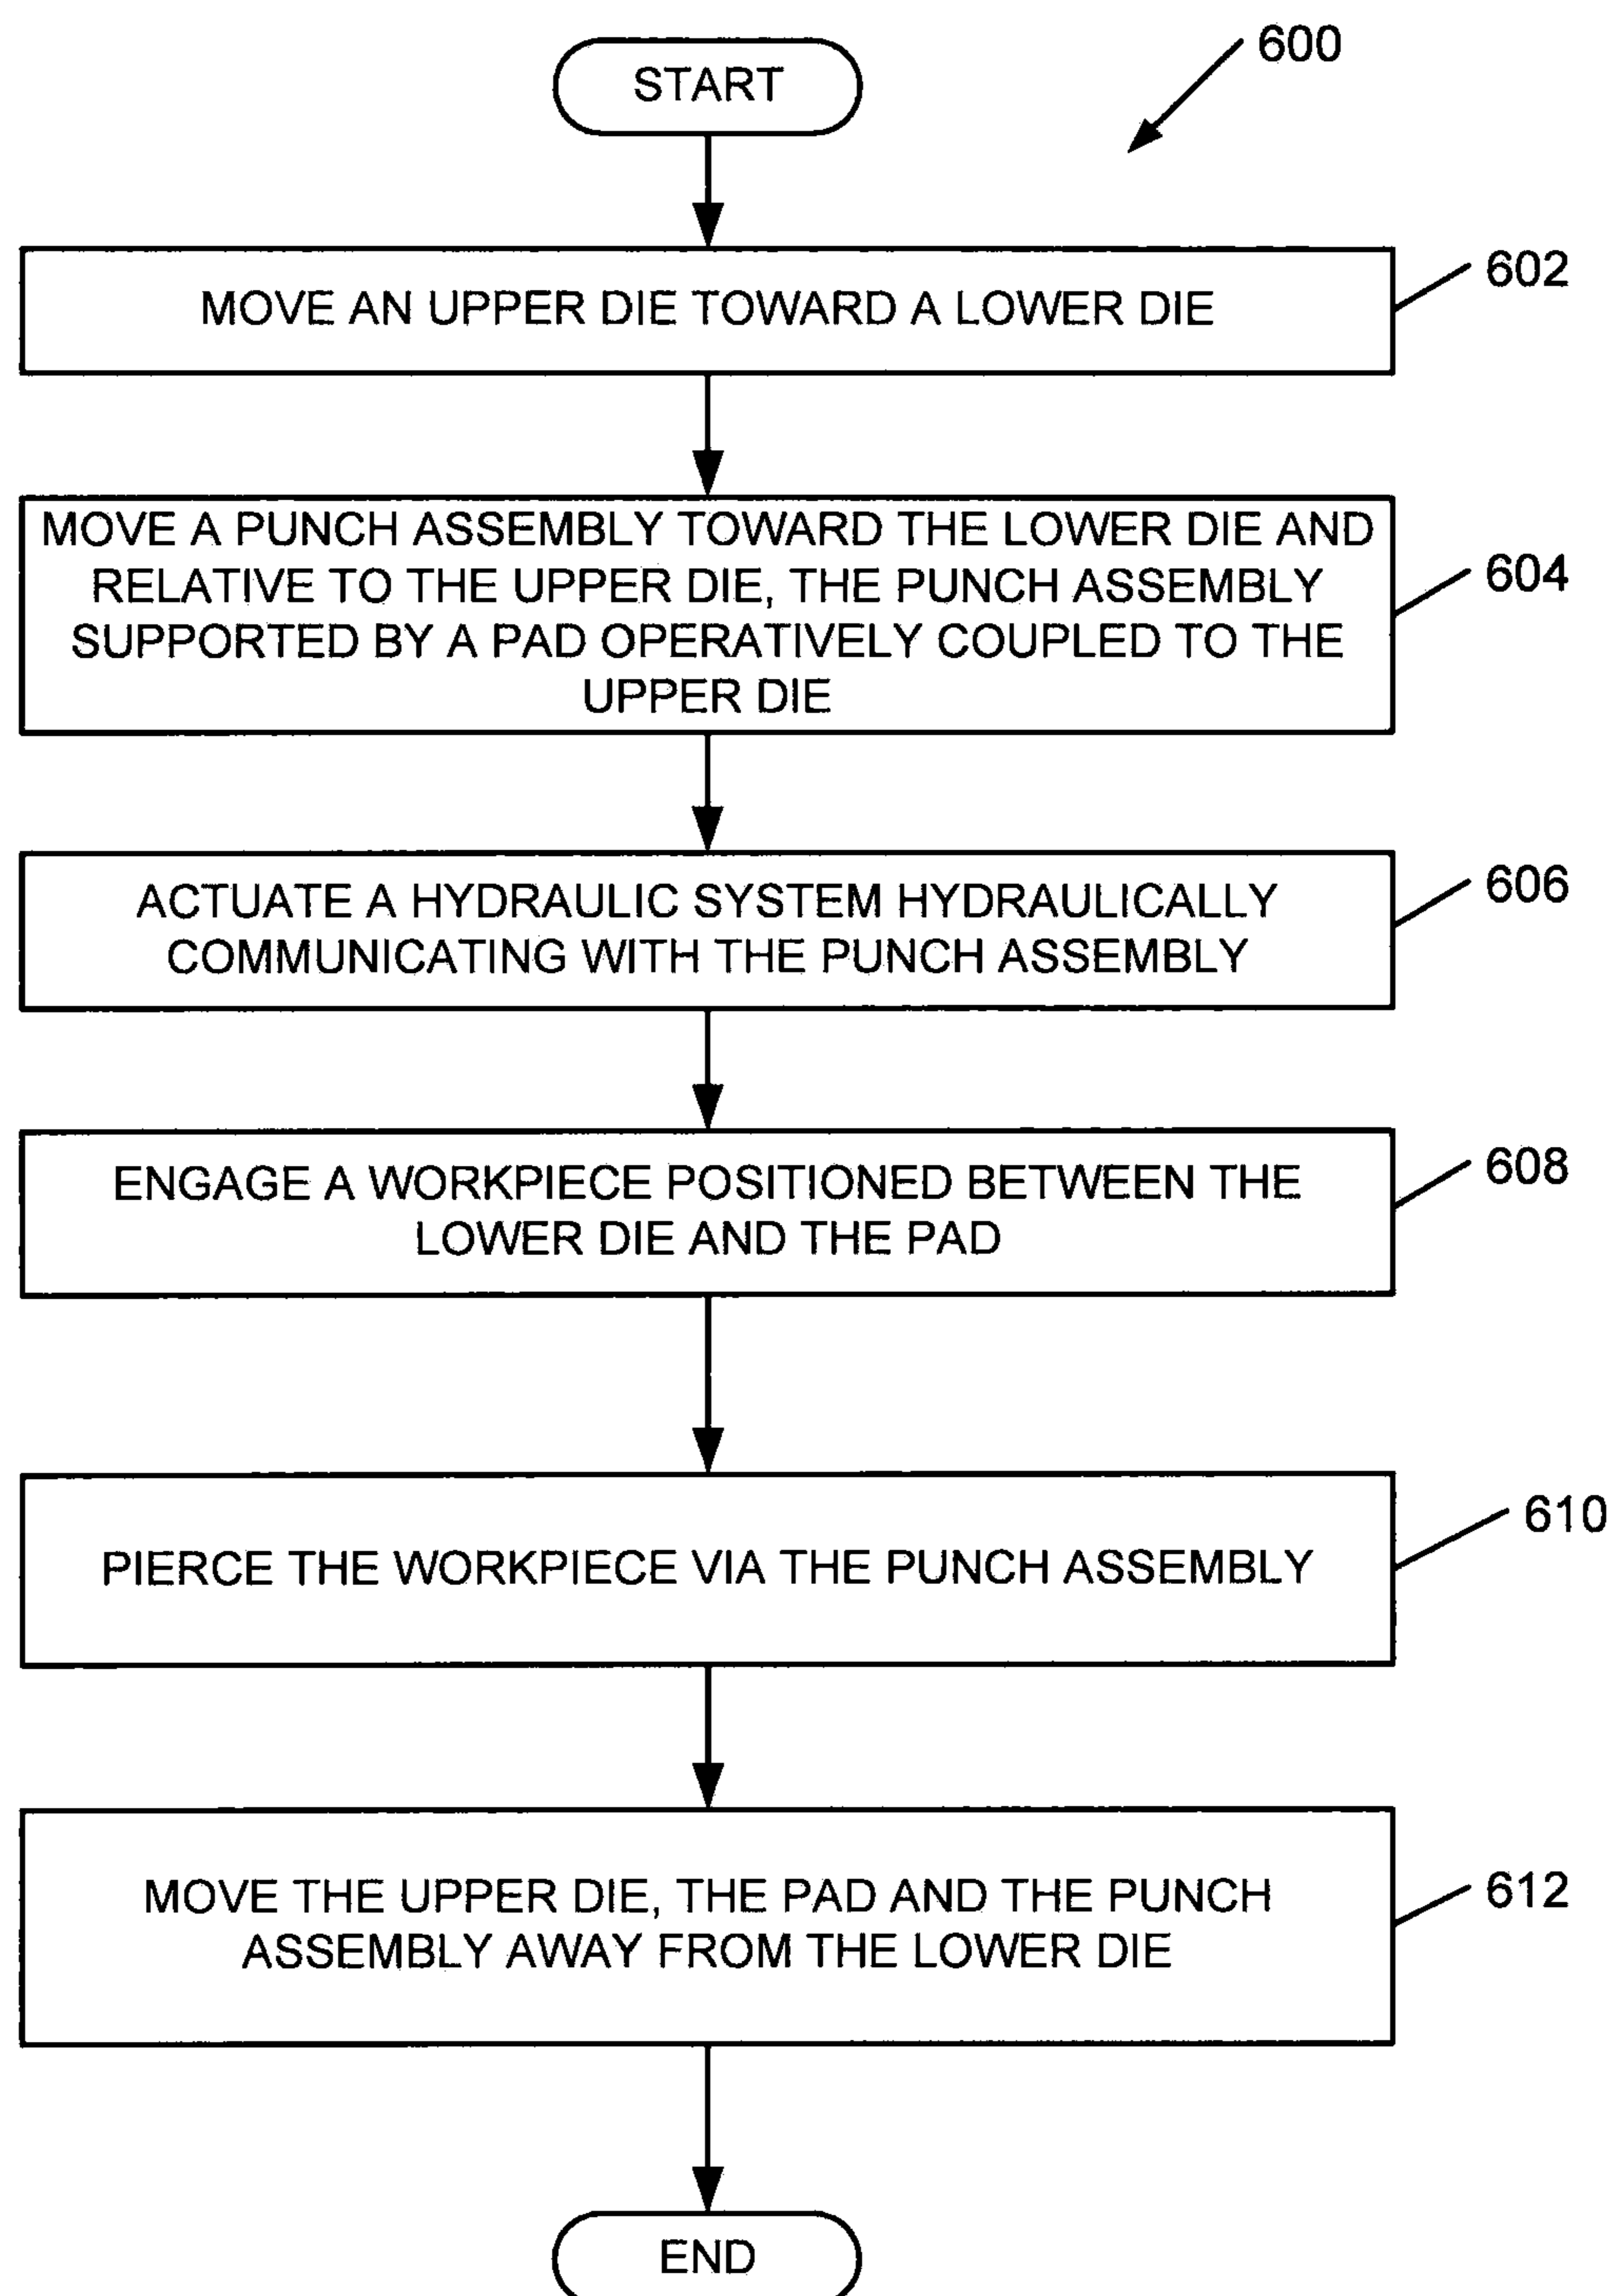 START
600
MOVE AN UPPER DIE TOWARD A LOWER DIE
602
MOVE A PUNCH ASSEMBLY TOWARD THE LOWER DIE AND
RELATIVE TO THE UPPER DIE, THE PUNCH ASSEMBLY
SUPPORTED BY A PAD OPERATIVELY COUPLED TO THE
UPPER DIE
604
ACTUATE A HYDRAULIC SYSTEM HYDRAULICALLY
COMMUNICATING WITH THE PUNCH ASSEMBLY
606
ENGAGE A WORKPIECE POSITIONED BETWEEN THE
LOWER DIE AND THE PAD
608
PIERCE THE WORKPIECE VIA THE PUNCH ASSEMBLY
610
MOVE THE UPPER DIE, THE PAD AND THE PUNCH
ASSEMBLY AWAY FROM THE LOWER DIE
612
END